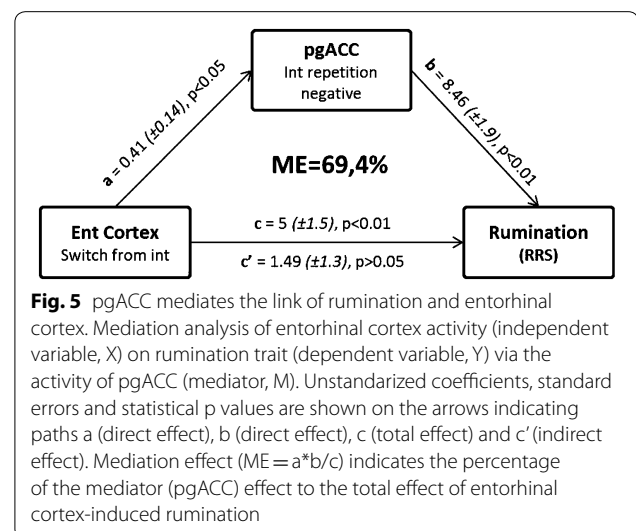 pgACC
Int repetition
negative
a = 0.41 (±0.14), p<0.05
b = 8.46 (±1.9), p<0.01
ME=69,4%
Ent Cortex
Switch from int
c = 5 (±1.5), p<0.01
c' = 1.49 (±1.3), p>0.05
Rumination
(RRS)
Fig. 5 pgACC mediates the link of rumination and entorhinal
cortex. Mediation analysis of entorhinal cortex activity (independent
variable, X) on rumination trait (dependent variable, Y) via the
activity of pgACC (mediator, M). Unstandarized coefficients, standard
errors and statistical p values are shown on the arrows indicating
paths a (direct effect), b (direct effect), c (total effect) and c' (indirect
effect). Mediation effect (ME = a*b/c) indicates the percentage
of the mediator (pgACC) effect to the total effect of entorhinal
cortex-induced rumination